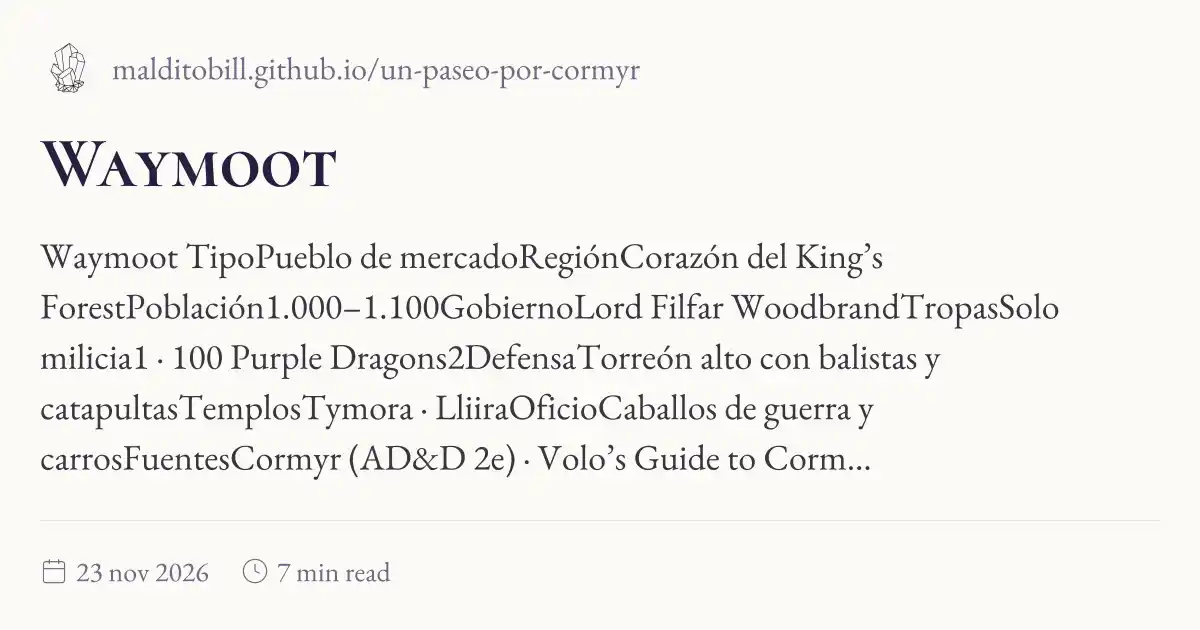 malditobill.github.io/un-paseo-por-cormyr
Waymoot
Waymoot TipoPueblo de mercadoRegiónCorazón del King’s
ForestPoblación1.000–1.100GobiernoLord Filfar WoodbrandTropasSolo
milicia1 · 100 Purple Dragons2DefensaTorreón alto con balistas y
catapultasTemplosTymora · LliiraOficioCaballos de guerra y
carrosFuentesCormyr (AD&D 2e) · Volo’s Guide to Corm...
23 nov 2026
7 min read